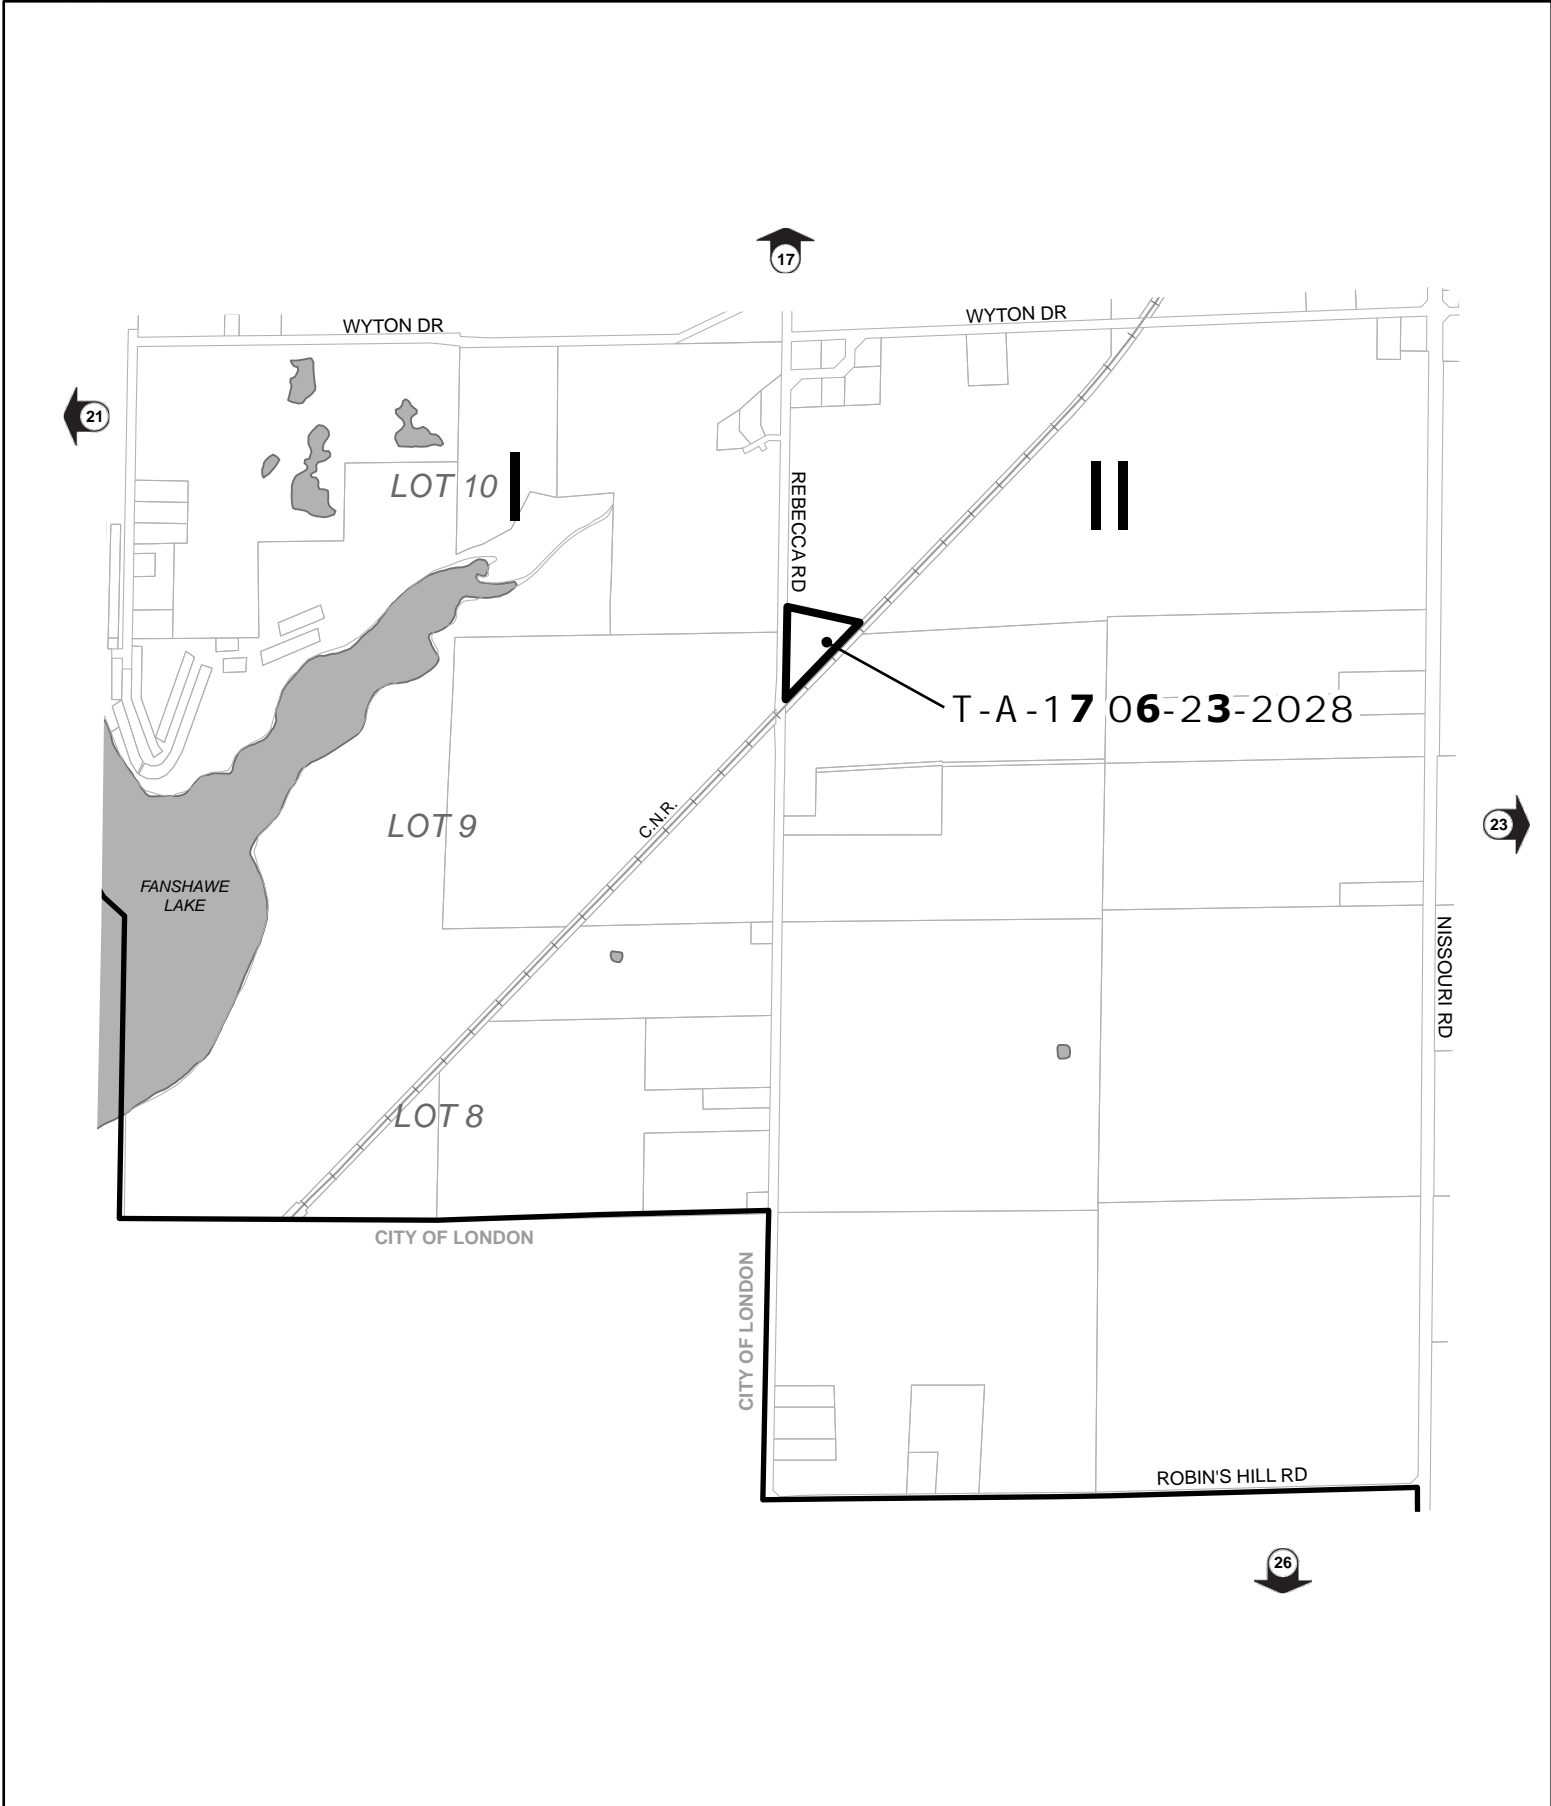 17
WYTON DR
WYTON DR
21
LOT 10
I
II
REBECCA RD
T-A-17 06-23-2028
LOT 9
C.N.R.
23
FANSHAWE
LAKE
NISSOURI RD
LOT 8
CITY OF LONDON
CITY OF LONDON
ROBIN'S HILL RD
26